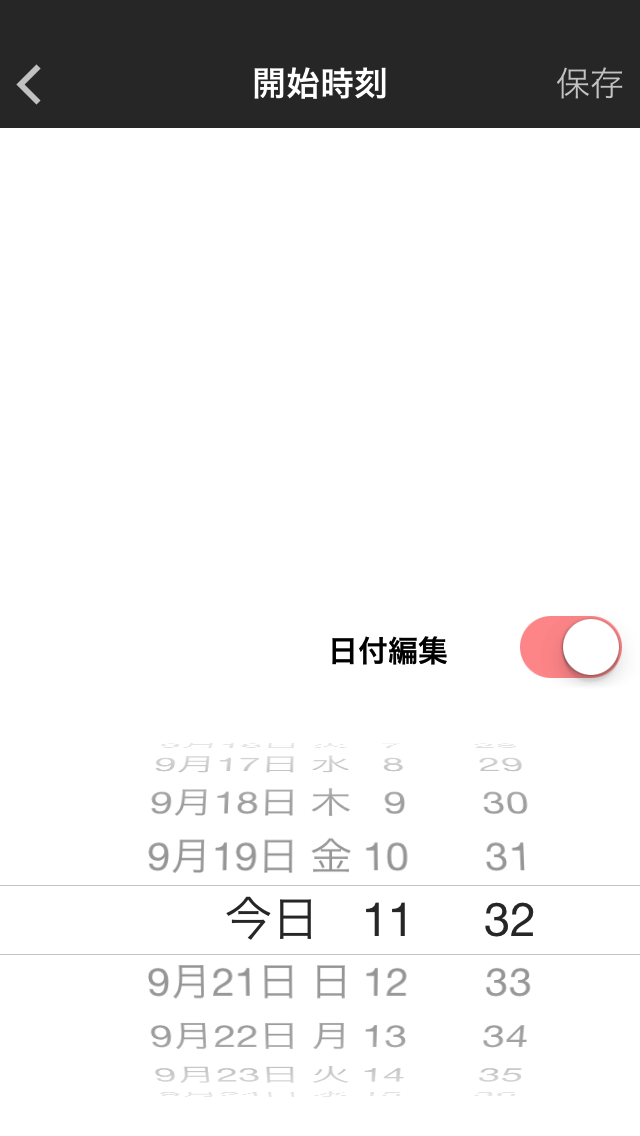 開始時刻 保存
日付編集
9月17日 水 8 29
9月18日 木 9 30
9月19日 金 10 31
今日 11 32
9月21日 日 12 33
9月22日 月 13 34
9月23日 火 14 35